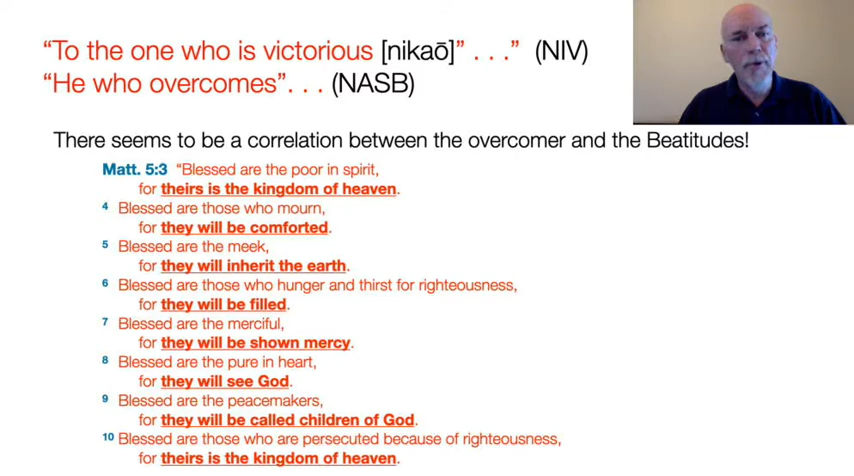 “To the one who is victorious [nikaō]” . . .” (NIV)
“He who overcomes”. . . (NASB)
There seems to be a correlation between the overcomer and the Beatitudes!
Matt. 5:3 “Blessed are the poor in spirit,
for theirs is the kingdom of heaven.
4 Blessed are those who mourn,
for they will be comforted.
5 Blessed are the meek,
for they will inherit the earth.
6 Blessed are those who hunger and thirst for righteousness,
for they will be filled.
7 Blessed are the merciful,
for they will be shown mercy.
8 Blessed are the pure in heart,
for they will see God.
9 Blessed are the peacemakers,
for they will be called children of God.
10 Blessed are those who are persecuted because of righteousness,
for theirs is the kingdom of heaven.